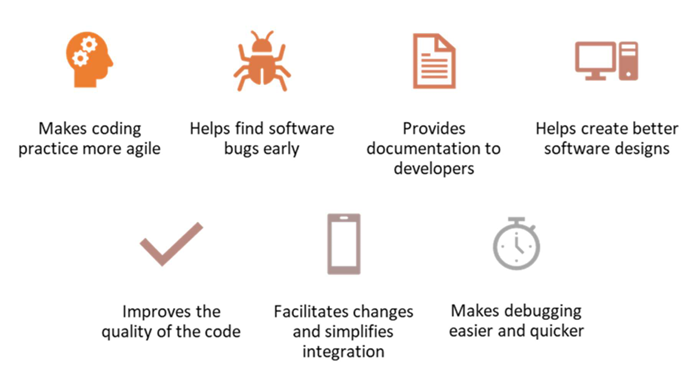 Makes coding
practice more agile
Helps find software
bugs early
Provides
documentation to
developers
Helps create better
software designs
Improves the
quality of the code
Facilitates changes
and simplifies
integration
Makes debugging
easier and quicker